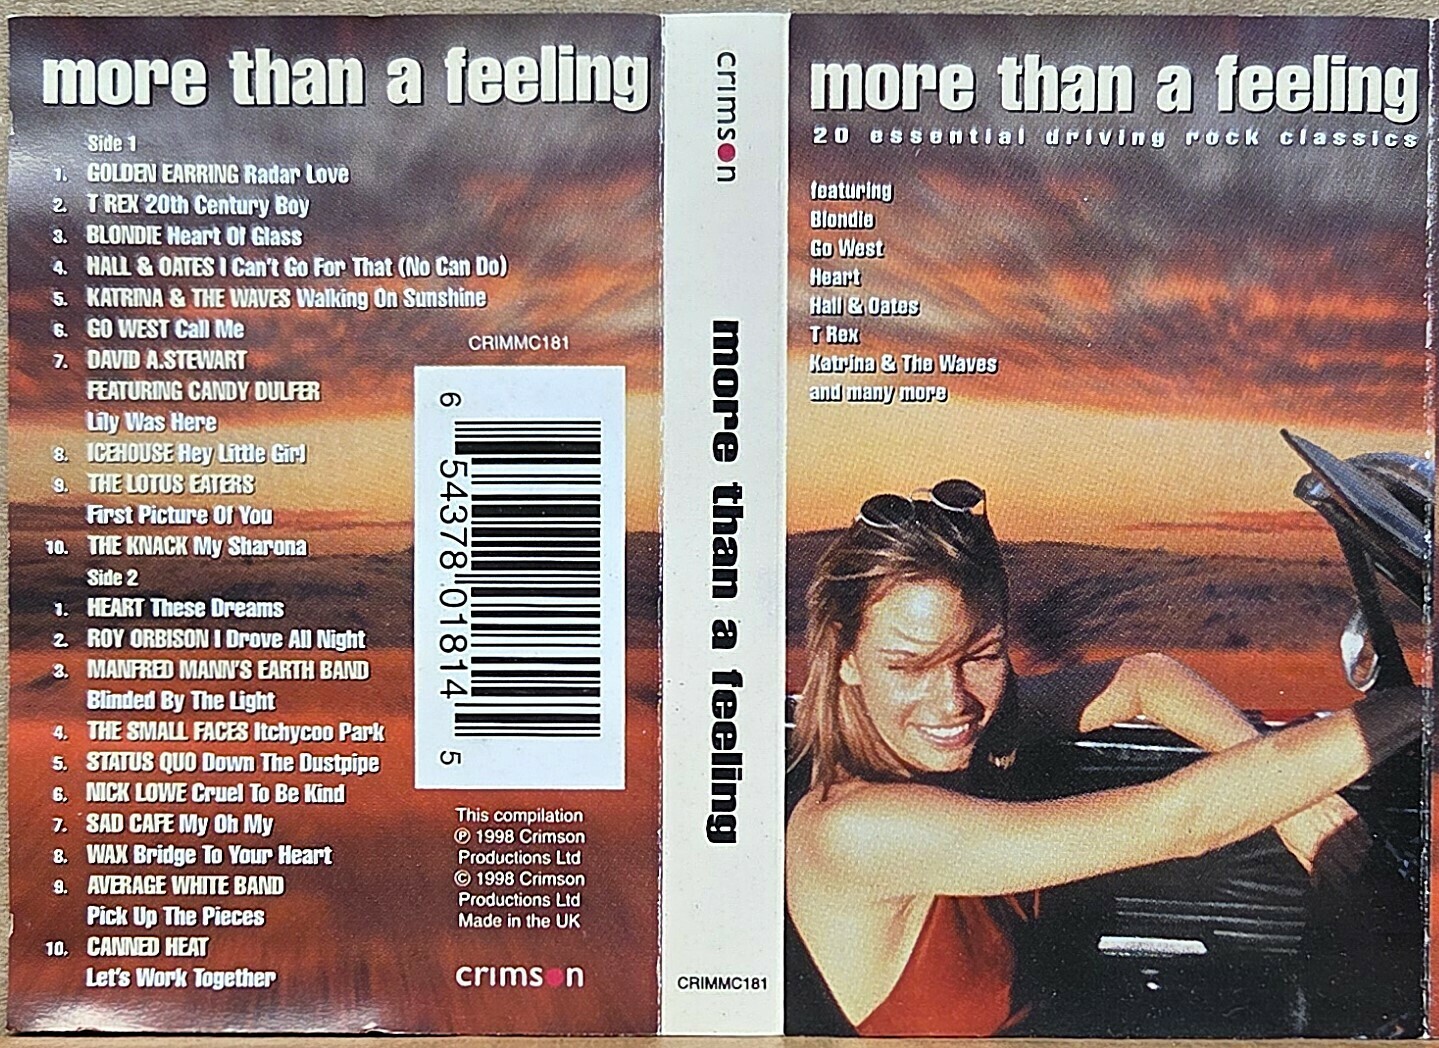 more than a feeling
Side 1
1. GOLDEN EARRING Radar Love
2. T REX 20th Century Boy
3. BLONDIE Heart Of Glass
4. HALL & OATES I Can't Go For That (No Can Do)
5. KATRINA & THE WAVES Walking On Sunshine
6. GO WEST Call Me
7. DAVID A.STEWART
FEATURING CANDY DULFER
Lily Was Here
8. ICEHOUSE Hey Little Girl
9. THE LOTUS EATERS
First Picture Of You
10. THE KNACK My Sharona
Side 2
1. HEART These Dreams
2. ROY ORBISON I Drove All Night
3. MANFRED MANN'S EARTH BAND
Blinded By The Light
4. THE SMALL FACES Itchycoo Park
5. STATUS QUO Down The Dustpipe
6. NICK LOWE Cruel To Be Kind
7. SAD CAFE My Oh My
8. WAX Bridge To Your Heart
9. AVERAGE WHITE BAND
Pick Up The Pieces
10. CANNED HEAT
Let's Work Together
CRIMMC181
6 54378 01814 5
This compilation
℗ 1998 Crimson
Productions Ltd
© 1998 Crimson
Productions Ltd
Made in the UK
crimson
crimson
more than a feeling
CRIMMC181
more than a feeling
20 essential driving rock classics
featuring
Blondie
Go West
Heart
Hall & Oates
T Rex
Katrina & The Waves
and many more